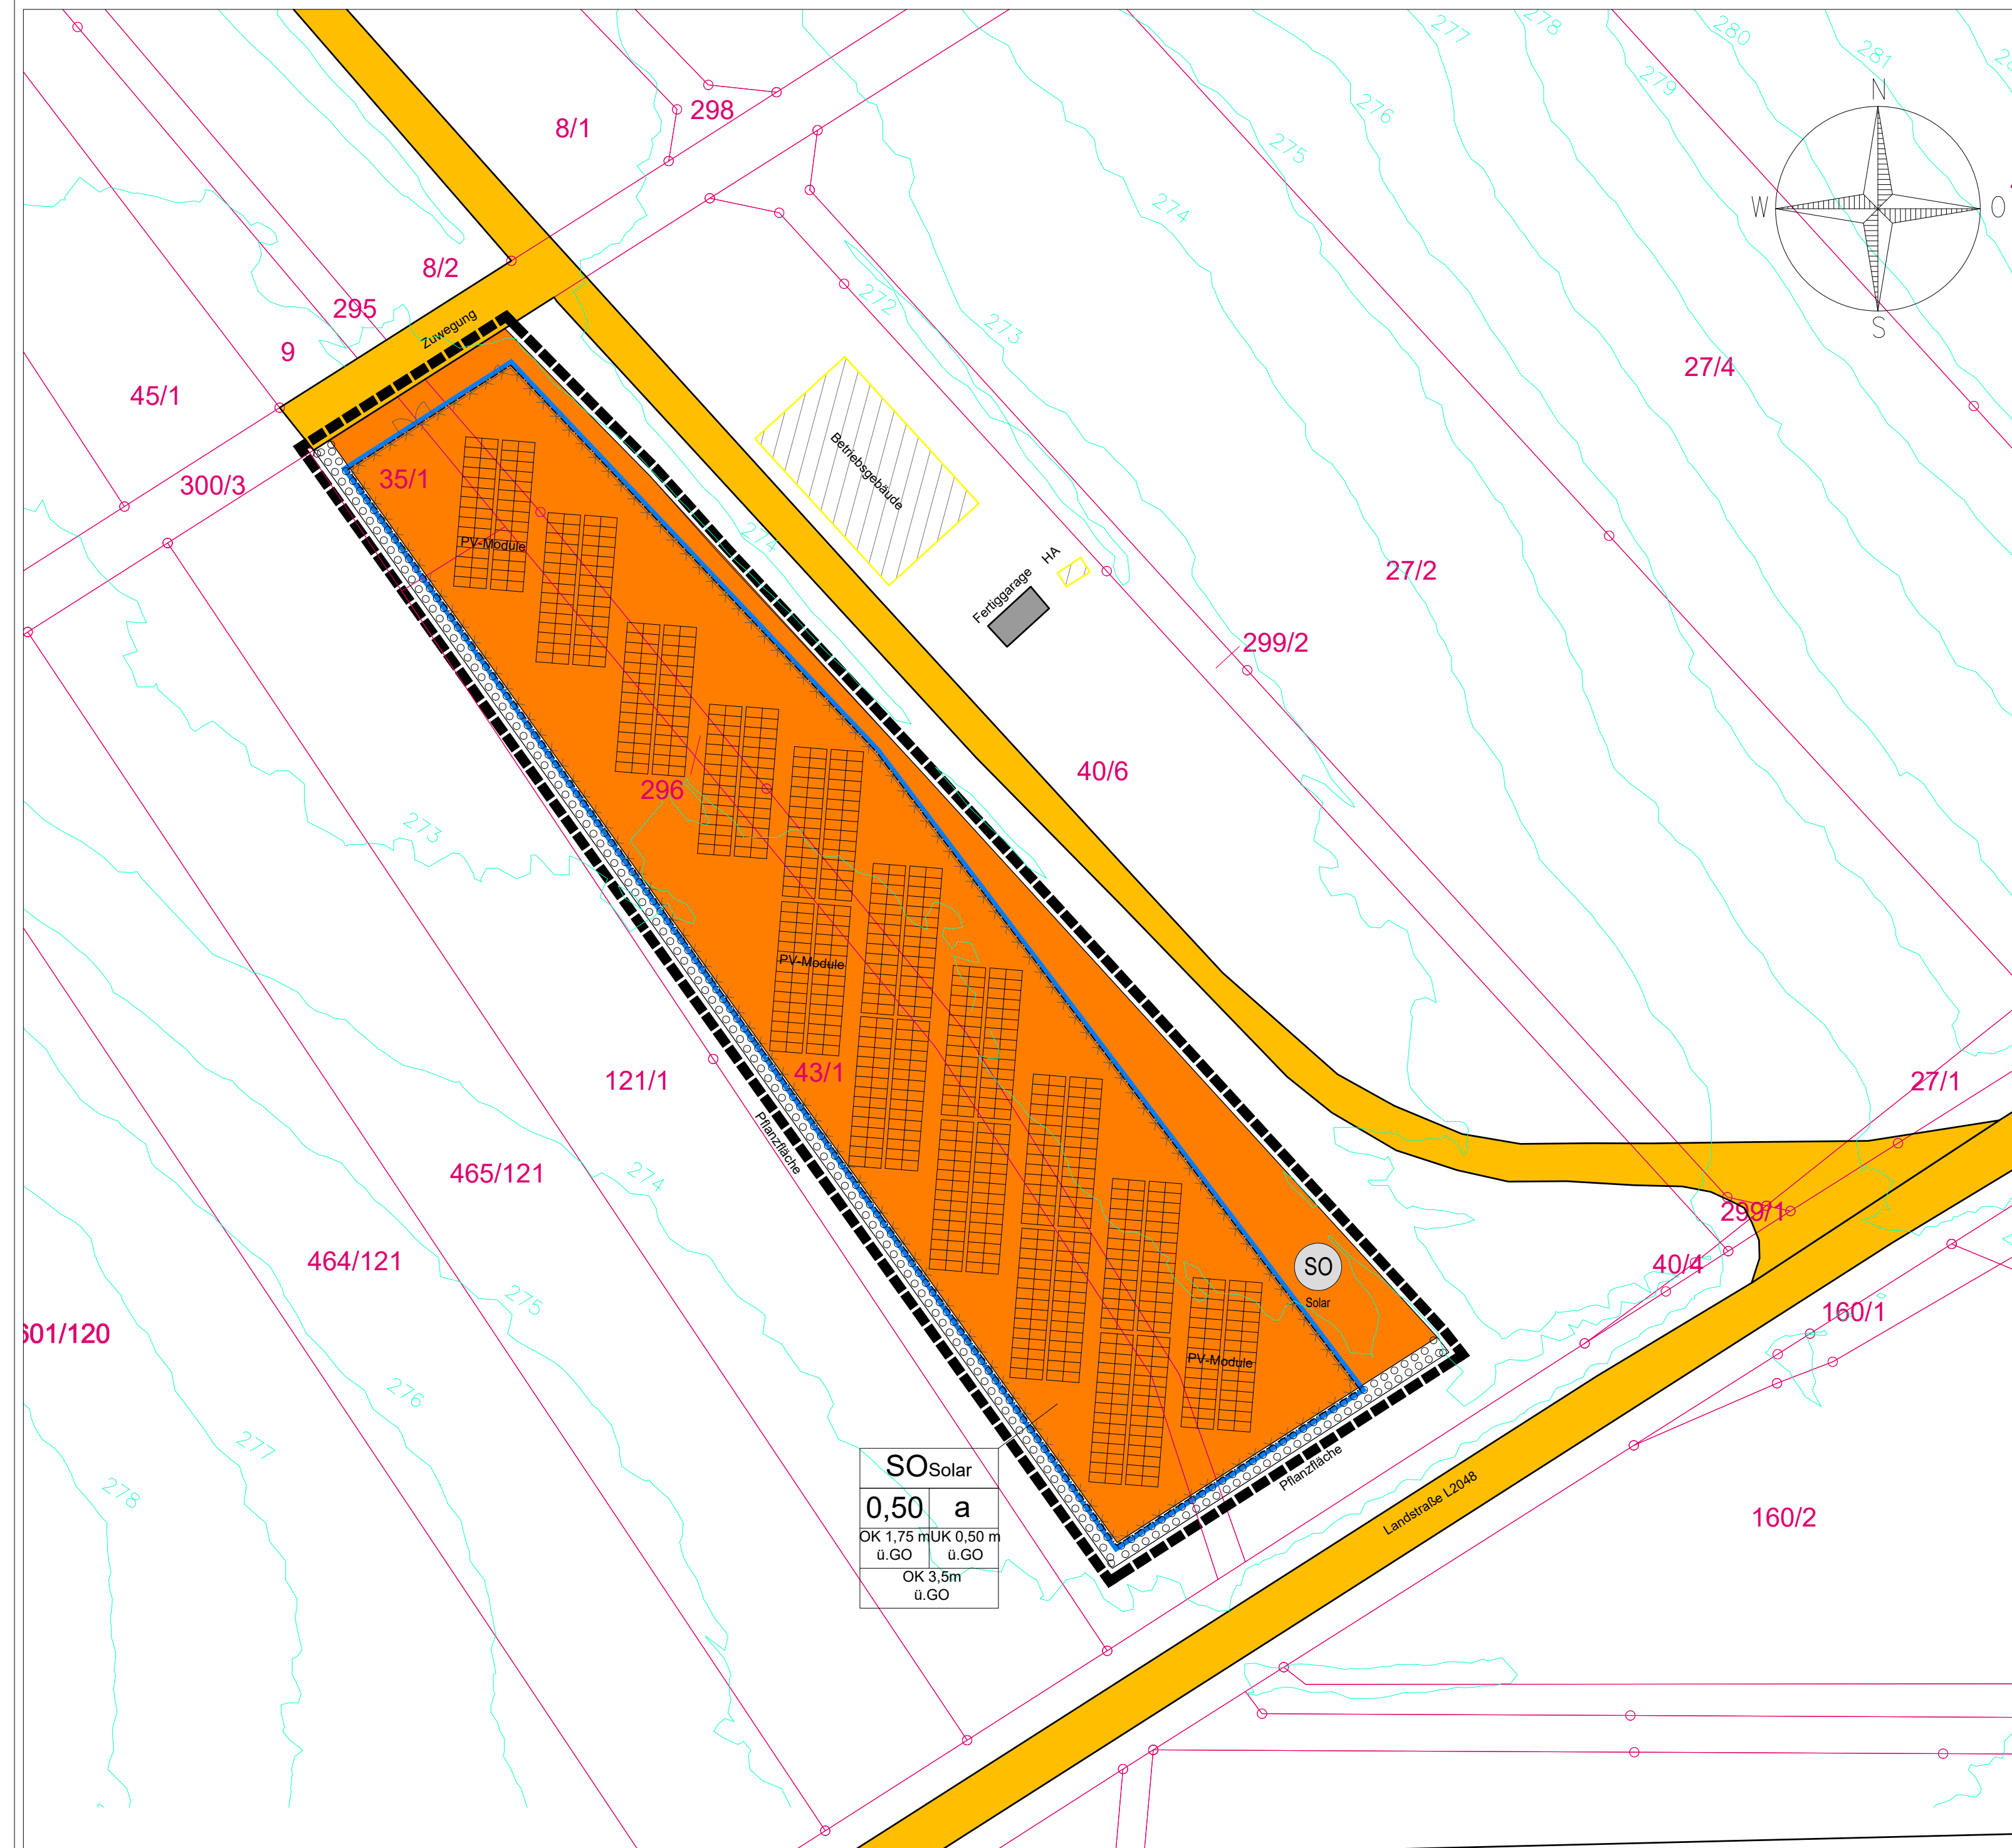 277
278
280
281
279
N
W
O
S
276
275
274
273
272
8/1
298
8/2
295
Zuwegung
9
45/1
300/3
35/1
PV-Module
274
Betriebsgebäude
Fertiggarage
HA
27/4
27/2
299/2
40/6
296
273
PV-Module
43/1
121/1
Pflanzfläche
465/121
274
464/121
275
601/120
276
277
278
27/1
299/1
40/4
160/1
160/2
SO
Solar
PV-Module
Pflanzfläche
Landstraße L2048
SO Solar
0,50 a
OK 1,75 m UK 0,50 m
ü.GO ü.GO
OK 3,5m
ü.GO